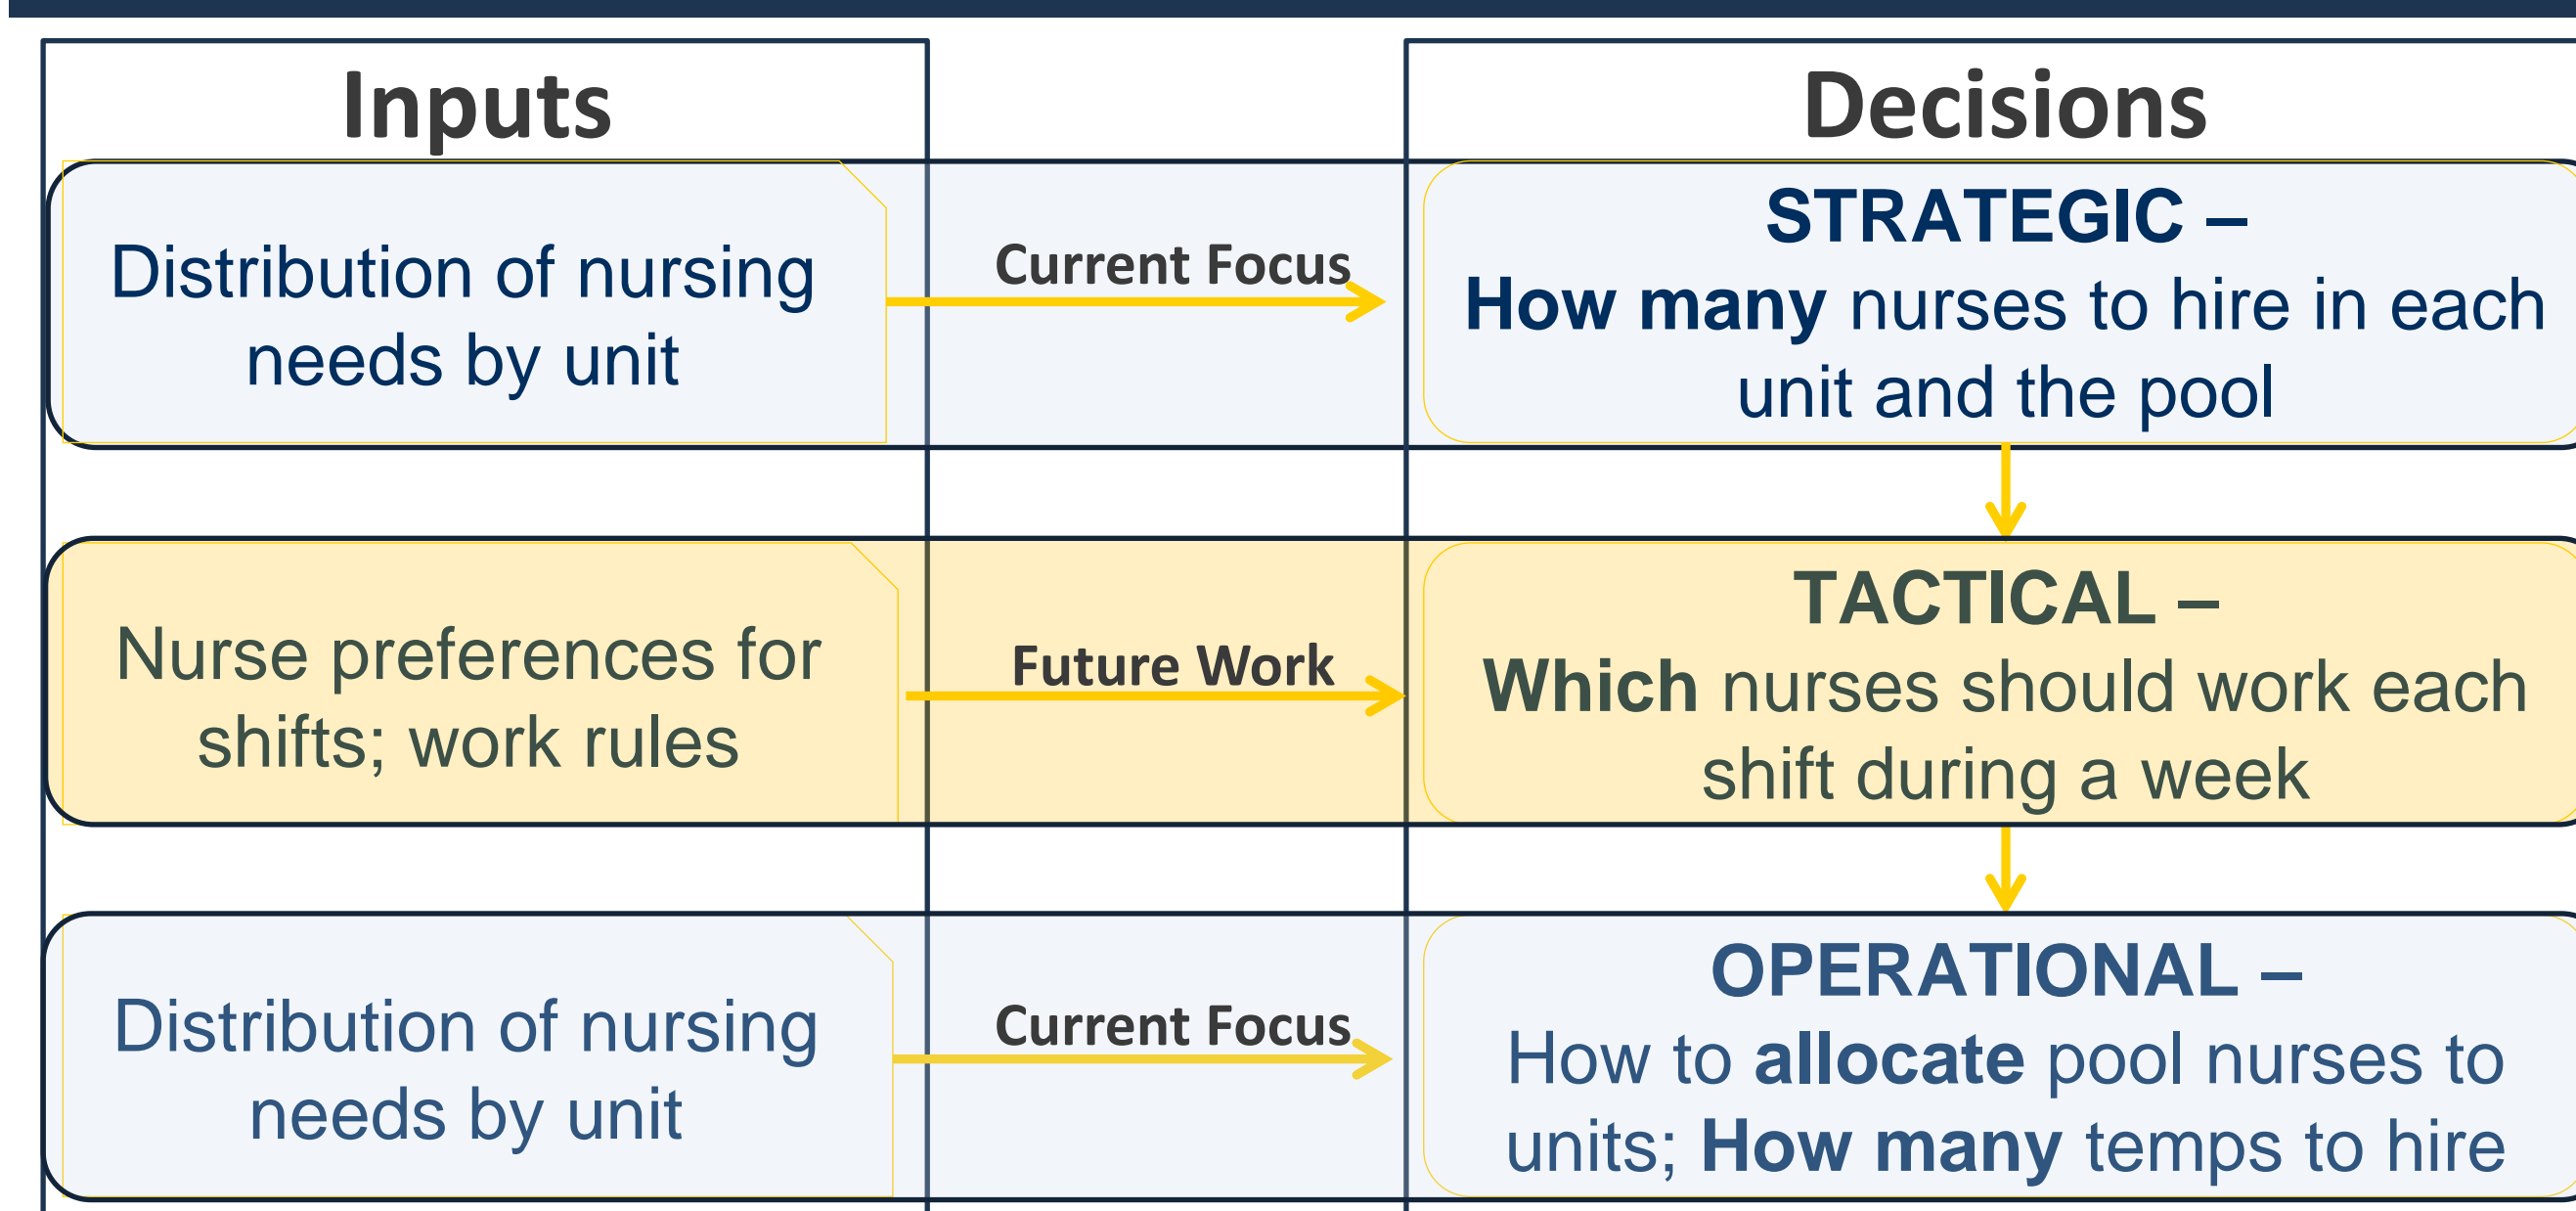 Inputs
Decisions
Distribution of nursing
needs by unit
Current Focus
STRATEGIC –
How many nurses to hire in each
unit and the pool
Nurse preferences for
shifts; work rules
Future Work
TACTICAL –
Which nurses should work each
shift during a week
Distribution of nursing
needs by unit
Current Focus
OPERATIONAL –
How to allocate pool nurses to
units; How many temps to hire